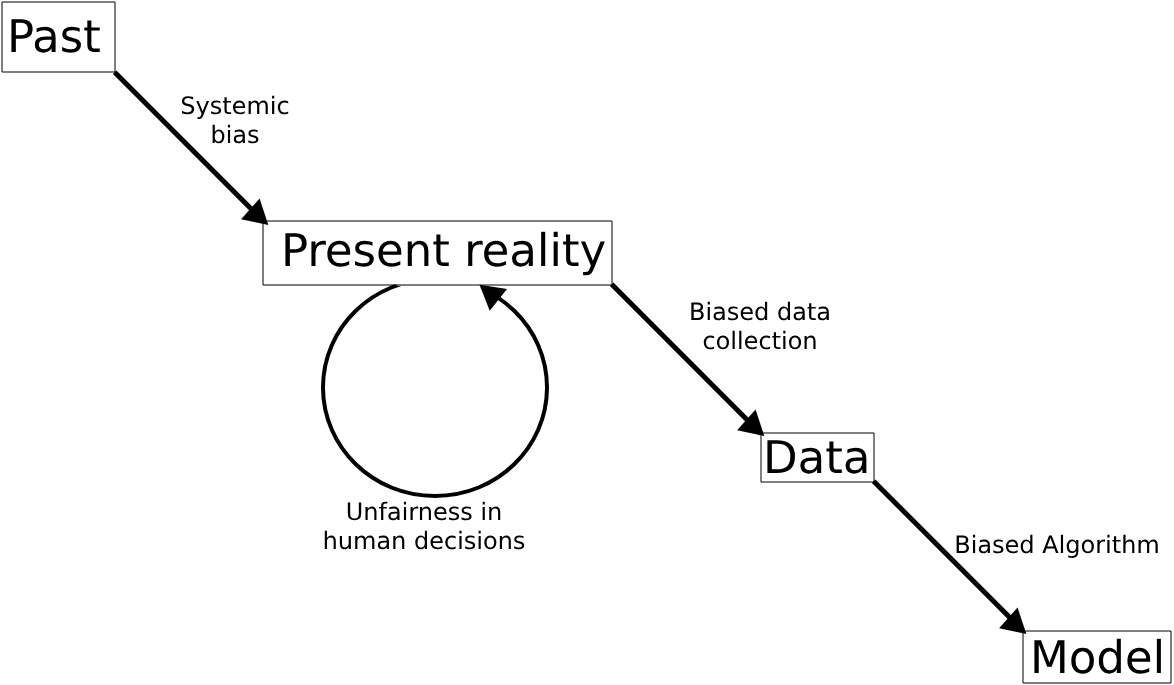 Past
Systemic
bias
Present reality
Biased data
collection
Data
Unfairness in
human decisions
Biased Algorithm
Model